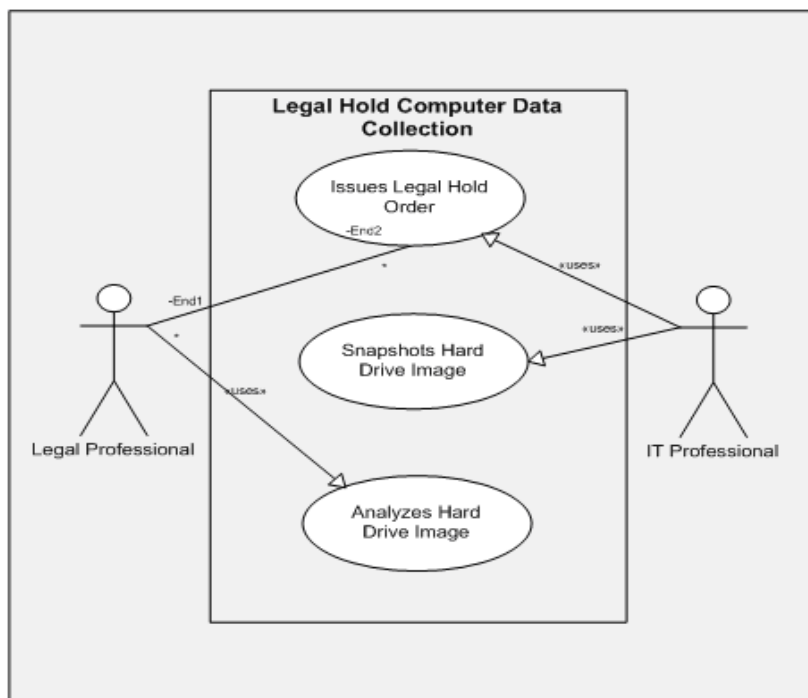 Legal Hold Computer Data
Collection
Issues Legal Hold
Order
-End2
*
«uses»
-End1
*
«uses»
Snapshots Hard
Drive Image
«uses»
Legal Professional
IT Professional
Analyzes Hard
Drive Image